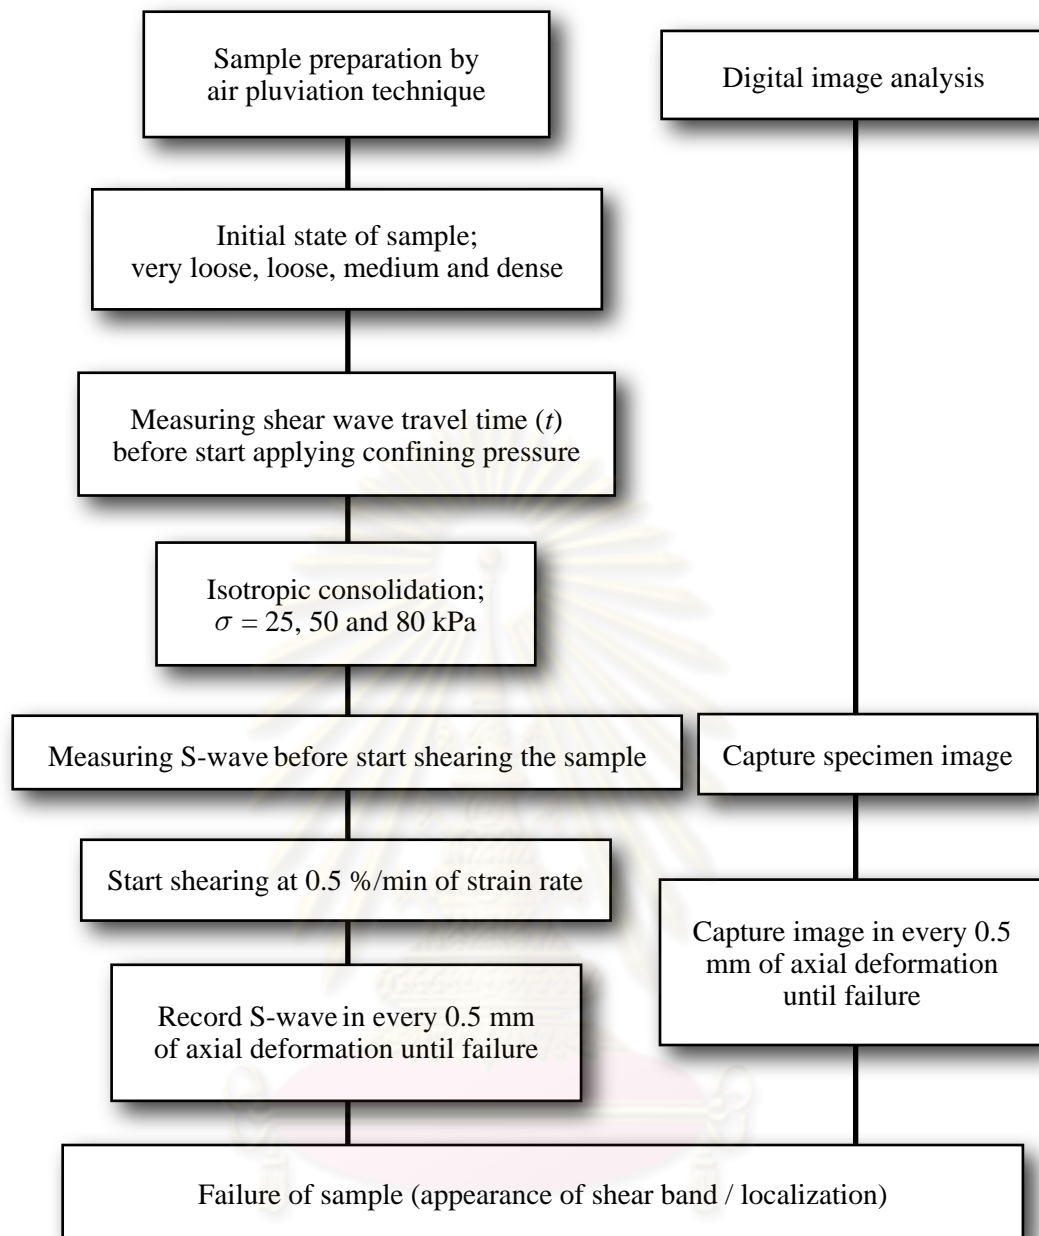 Sample preparation by
air pluviation technique
Digital image analysis
Initial state of sample;
very loose, loose, medium and dense
Measuring shear wave travel time (t)
before start applying confining pressure
Isotropic consolidation;
σ = 25, 50 and 80 kPa
Measuring S-wave before start shearing the sample
Capture specimen image
Start shearing at 0.5 %/min of strain rate
Capture image in every 0.5
mm of axial deformation
until failure
Record S-wave in every 0.5 mm
of axial deformation until failure
Failure of sample (appearance of shear band / localization)